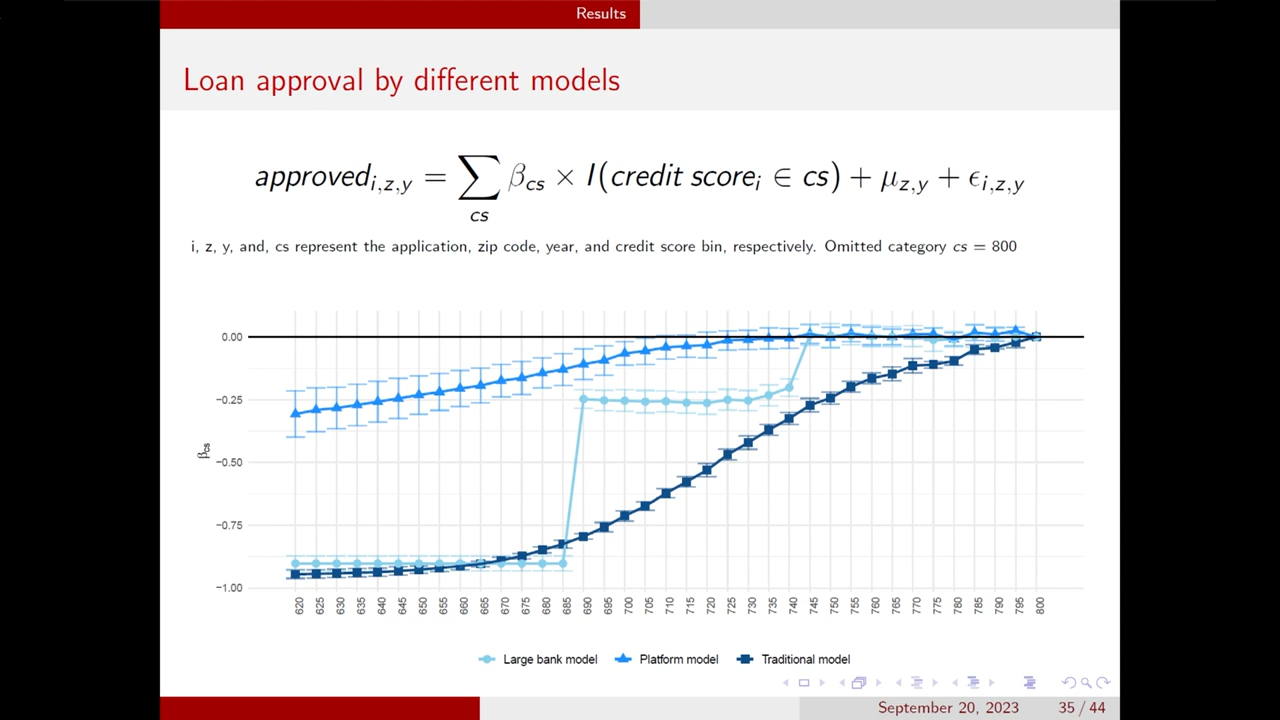 Results
Loan approval by different models
approved_{i,z,y} = ∑_{cs} β_{cs} × I(credit score_i ∈ cs) + μ_{z,y} + ϵ_{i,z,y}
i, z, y, and, cs represent the application, zip code, year, and credit score bin, respectively. Omitted category cs = 800
0.00
−0.25
−0.50
−0.75
−1.00
β_{cs}
620 625 630 635 640 645 650 655 660 665 670 675 680 685 690 695 700 705 710 715 720 725 730 735 740 745 750 755 760 765 770 775 780 785 790 795 800
Large bank model Platform model Traditional model
September 20, 2023 35 / 44